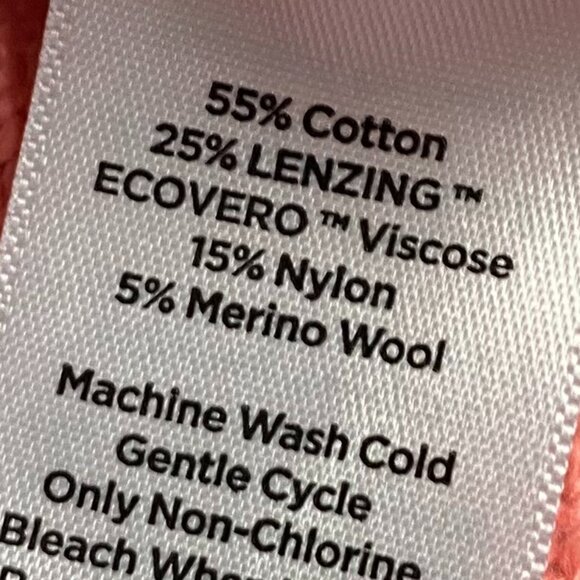 55% Cotton
25% LENZING™
ECOVERO™ Viscose
15% Nylon
5% Merino Wool
Machine Wash Cold
Gentle Cycle
Only Non-Chlorine
Bleach